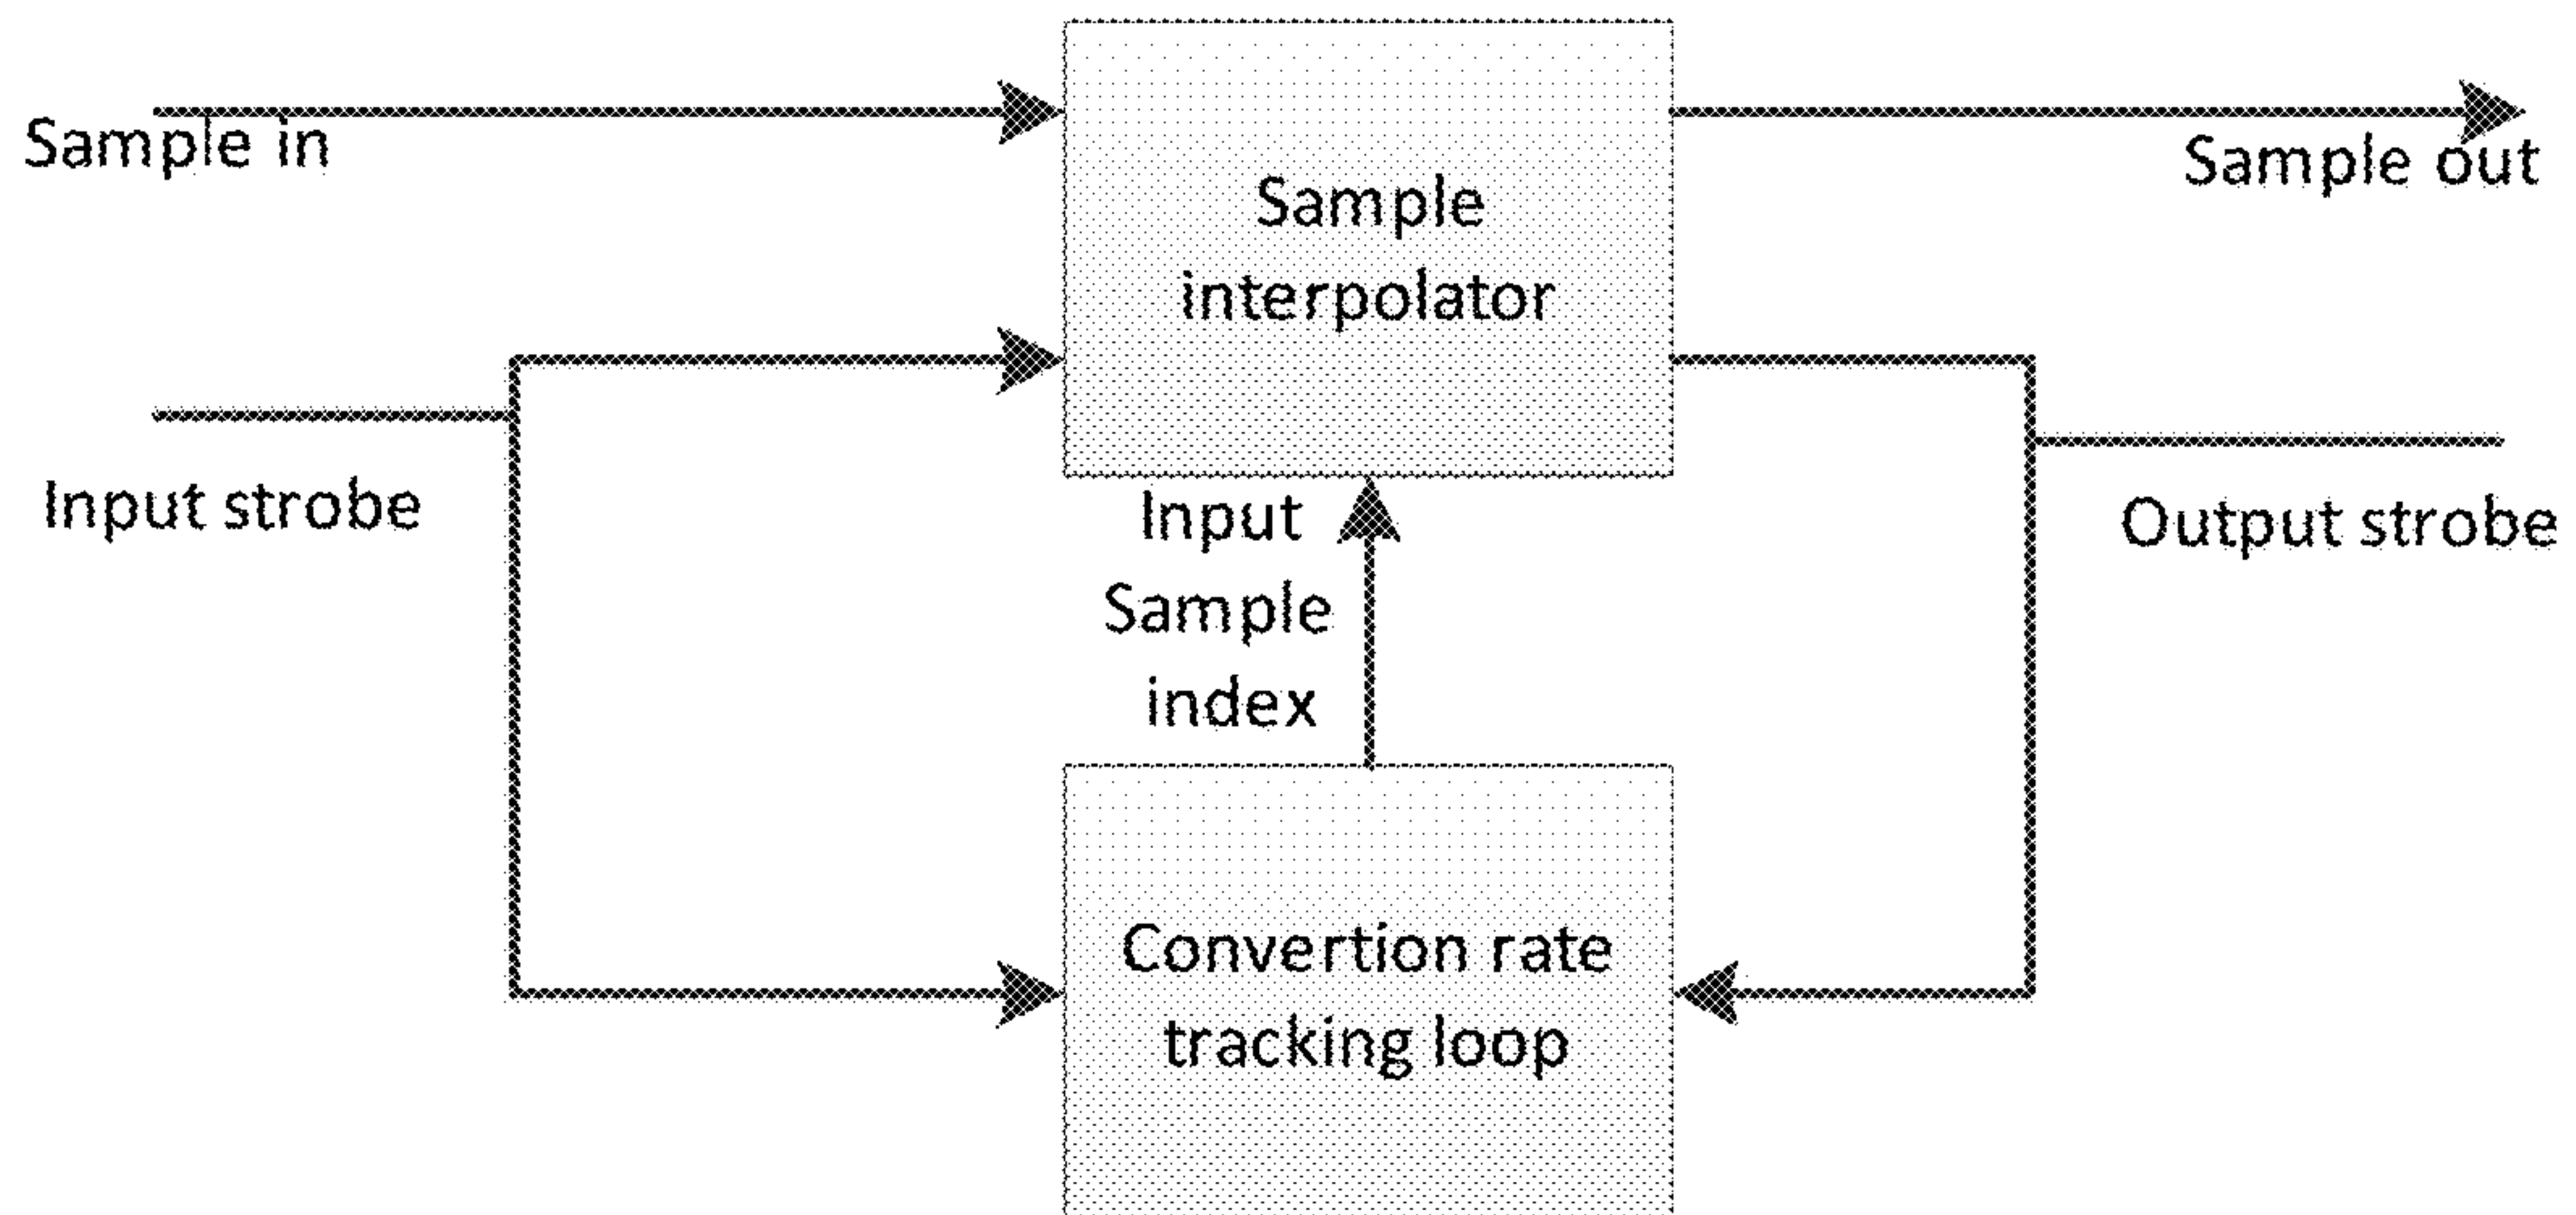 Sample in
Sample
interpolator
Sample out
Input strobe
Input
Sample
index
Output strobe
Convertion rate
tracking loop